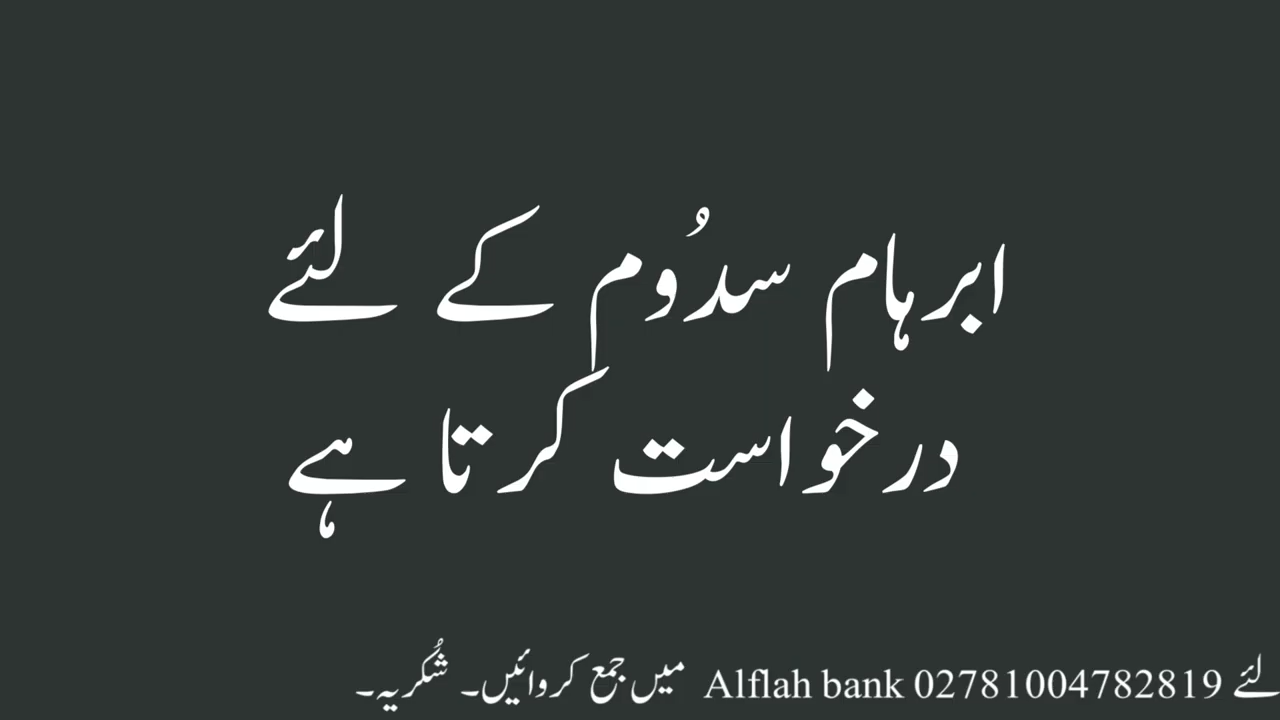 ابرہام سدُوم کے لئے
درخواست کرتا ہے
لئے Alflah bank 02781004782819 میں جمع کروائیں۔ شُکریہ۔